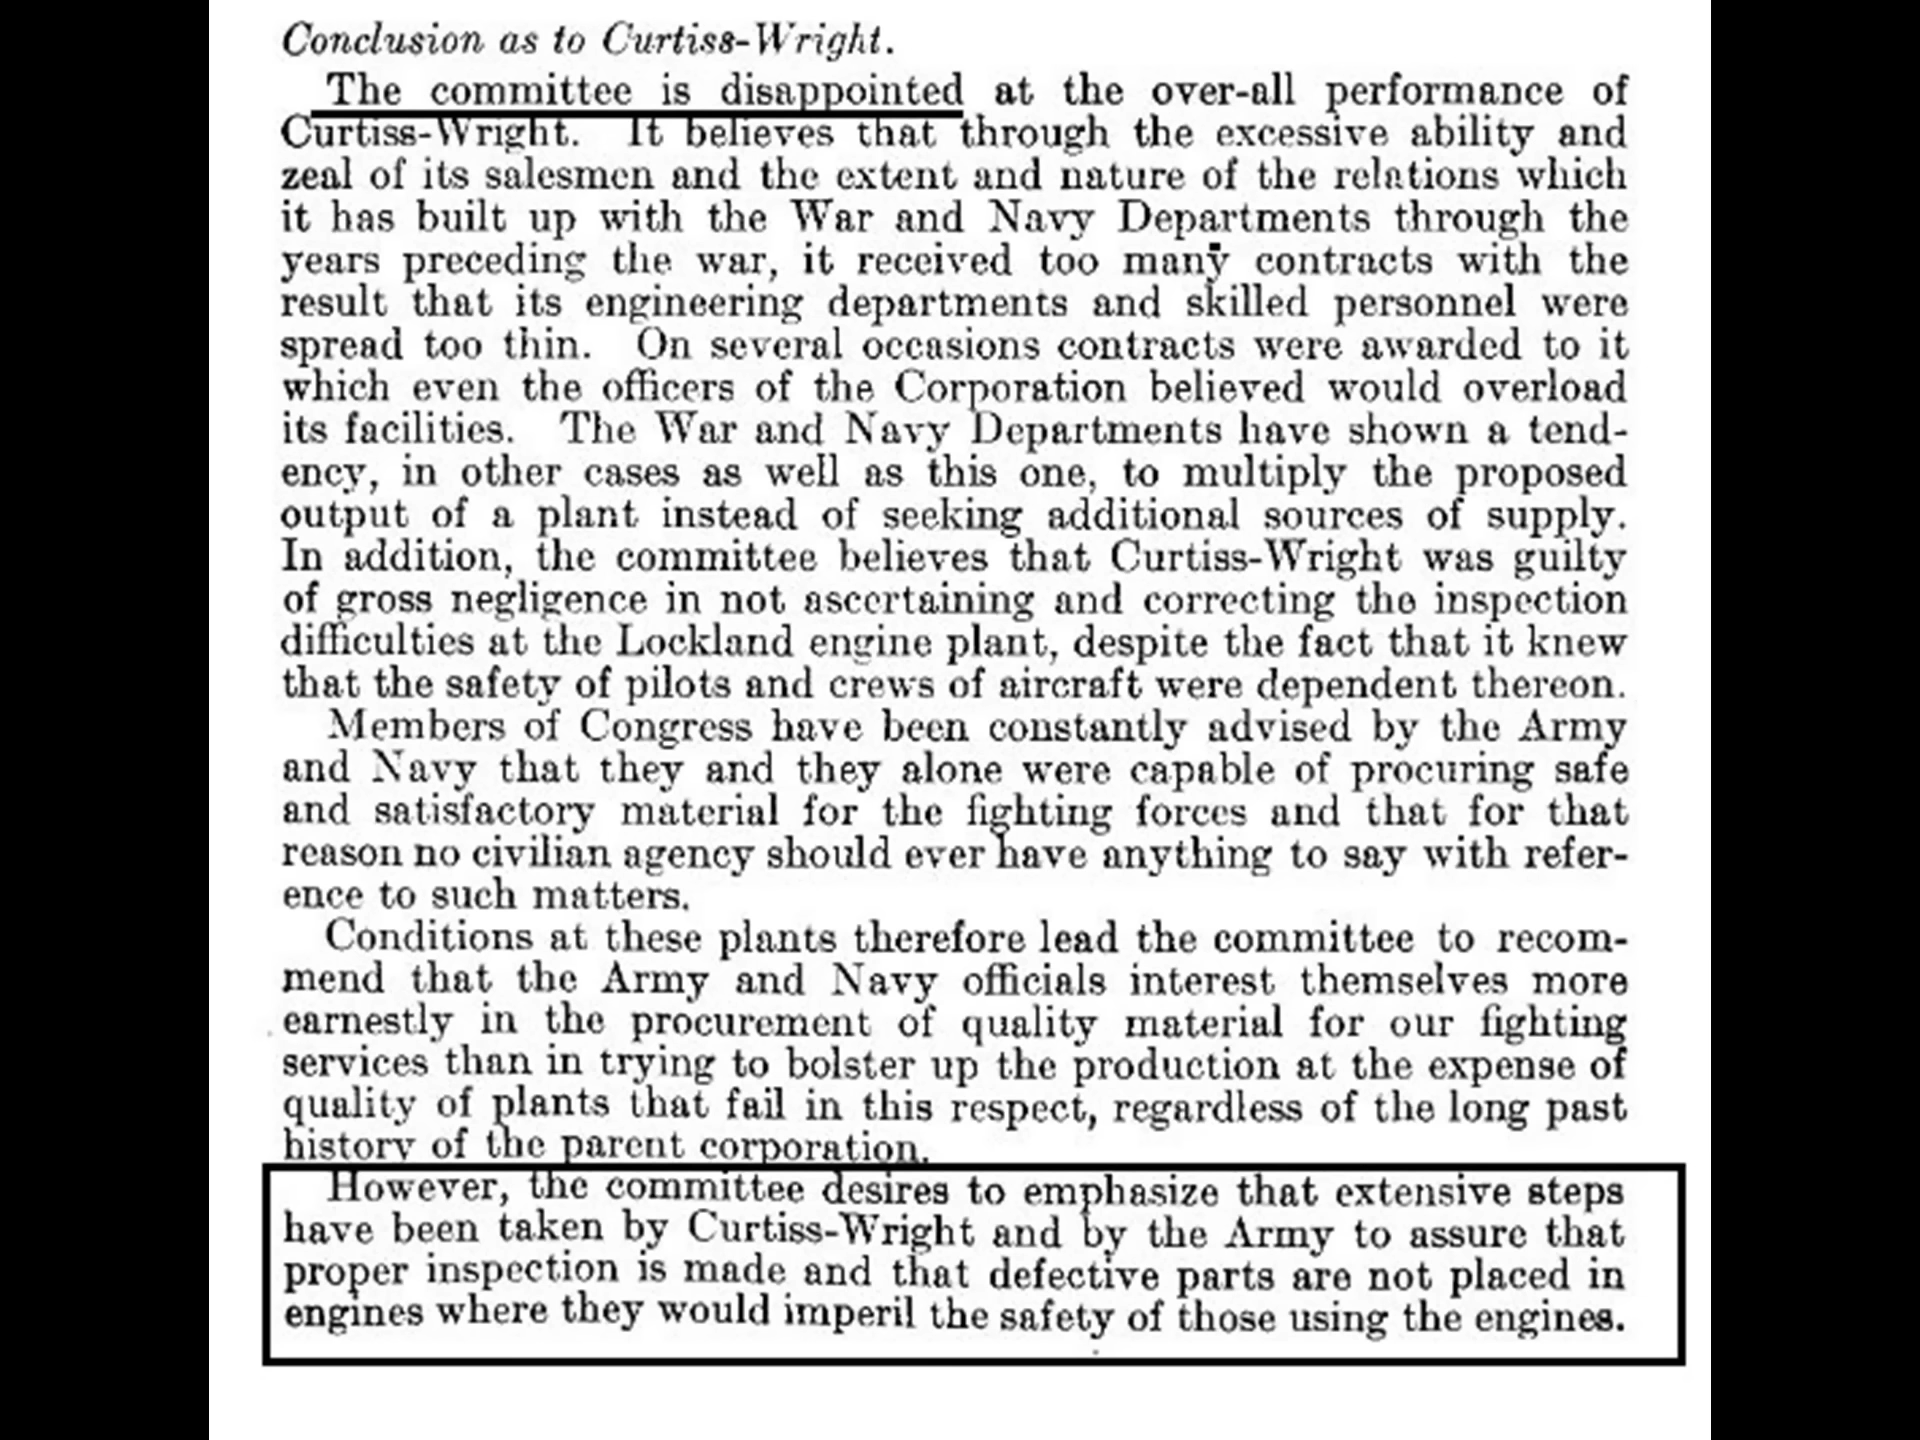 Conclusion as to Curtiss-Wright.
The committee is disappointed at the over-all performance of
Curtiss-Wright. It believes that through the excessive ability and
zeal of its salesmen and the extent and nature of the relations which
it has built up with the War and Navy Departments through the
years preceding the war, it received too many contracts with the
result that its engineering departments and skilled personnel were
spread too thin. On several occasions contracts were awarded to it
which even the officers of the Corporation believed would overload
its facilities. The War and Navy Departments have shown a tend-
ency, in other cases as well as this one, to multiply the proposed
output of a plant instead of seeking additional sources of supply.
In addition, the committee believes that Curtiss-Wright was guilty
of gross negligence in not ascertaining and correcting the inspection
difficulties at the Lockland engine plant, despite the fact that it knew
that the safety of pilots and crews of aircraft were dependent thereon.
Members of Congress have been constantly advised by the Army
and Navy that they and they alone were capable of procuring safe
and satisfactory material for the fighting forces and that for that
reason no civilian agency should ever have anything to say with refer-
ence to such matters.
Conditions at these plants therefore lead the committee to recom-
mend that the Army and Navy officials interest themselves more
earnestly in the procurement of quality material for our fighting
services than in trying to bolster up the production at the expense of
quality of plants that fail in this respect, regardless of the long past
history of the parent corporation.
However, the committee desires to emphasize that extensive steps
have been taken by Curtiss-Wright and by the Army to assure that
proper inspection is made and that defective parts are not placed in
engines where they would imperil the safety of those using the engines.